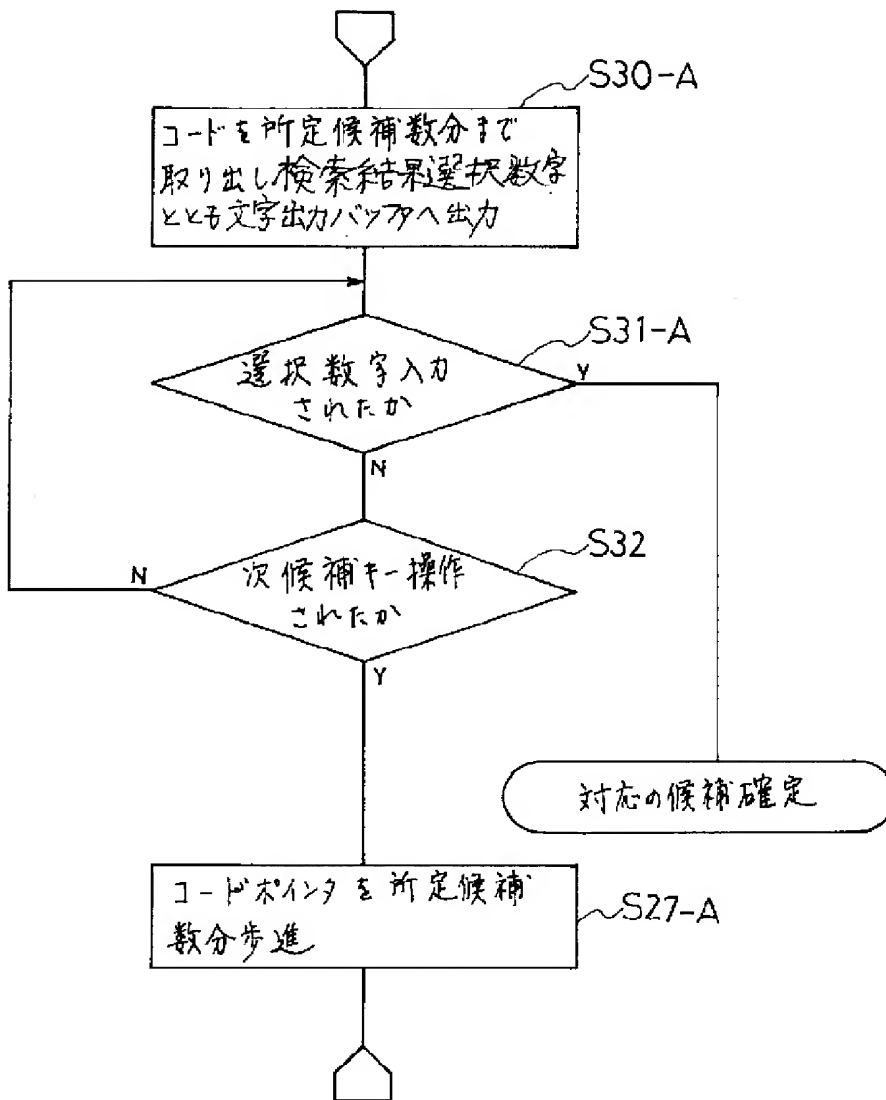 S30-A
コードを所定候補数分まで
取り出し検索結果選択数字
ととも文字出力バッファへ出力
S31-A
選択数字入力
されたか
Y
N
S32
次候補キー操作
されたか
N
Y
対応の候補確定
コードポインタを所定候補
数分歩進
S27-A